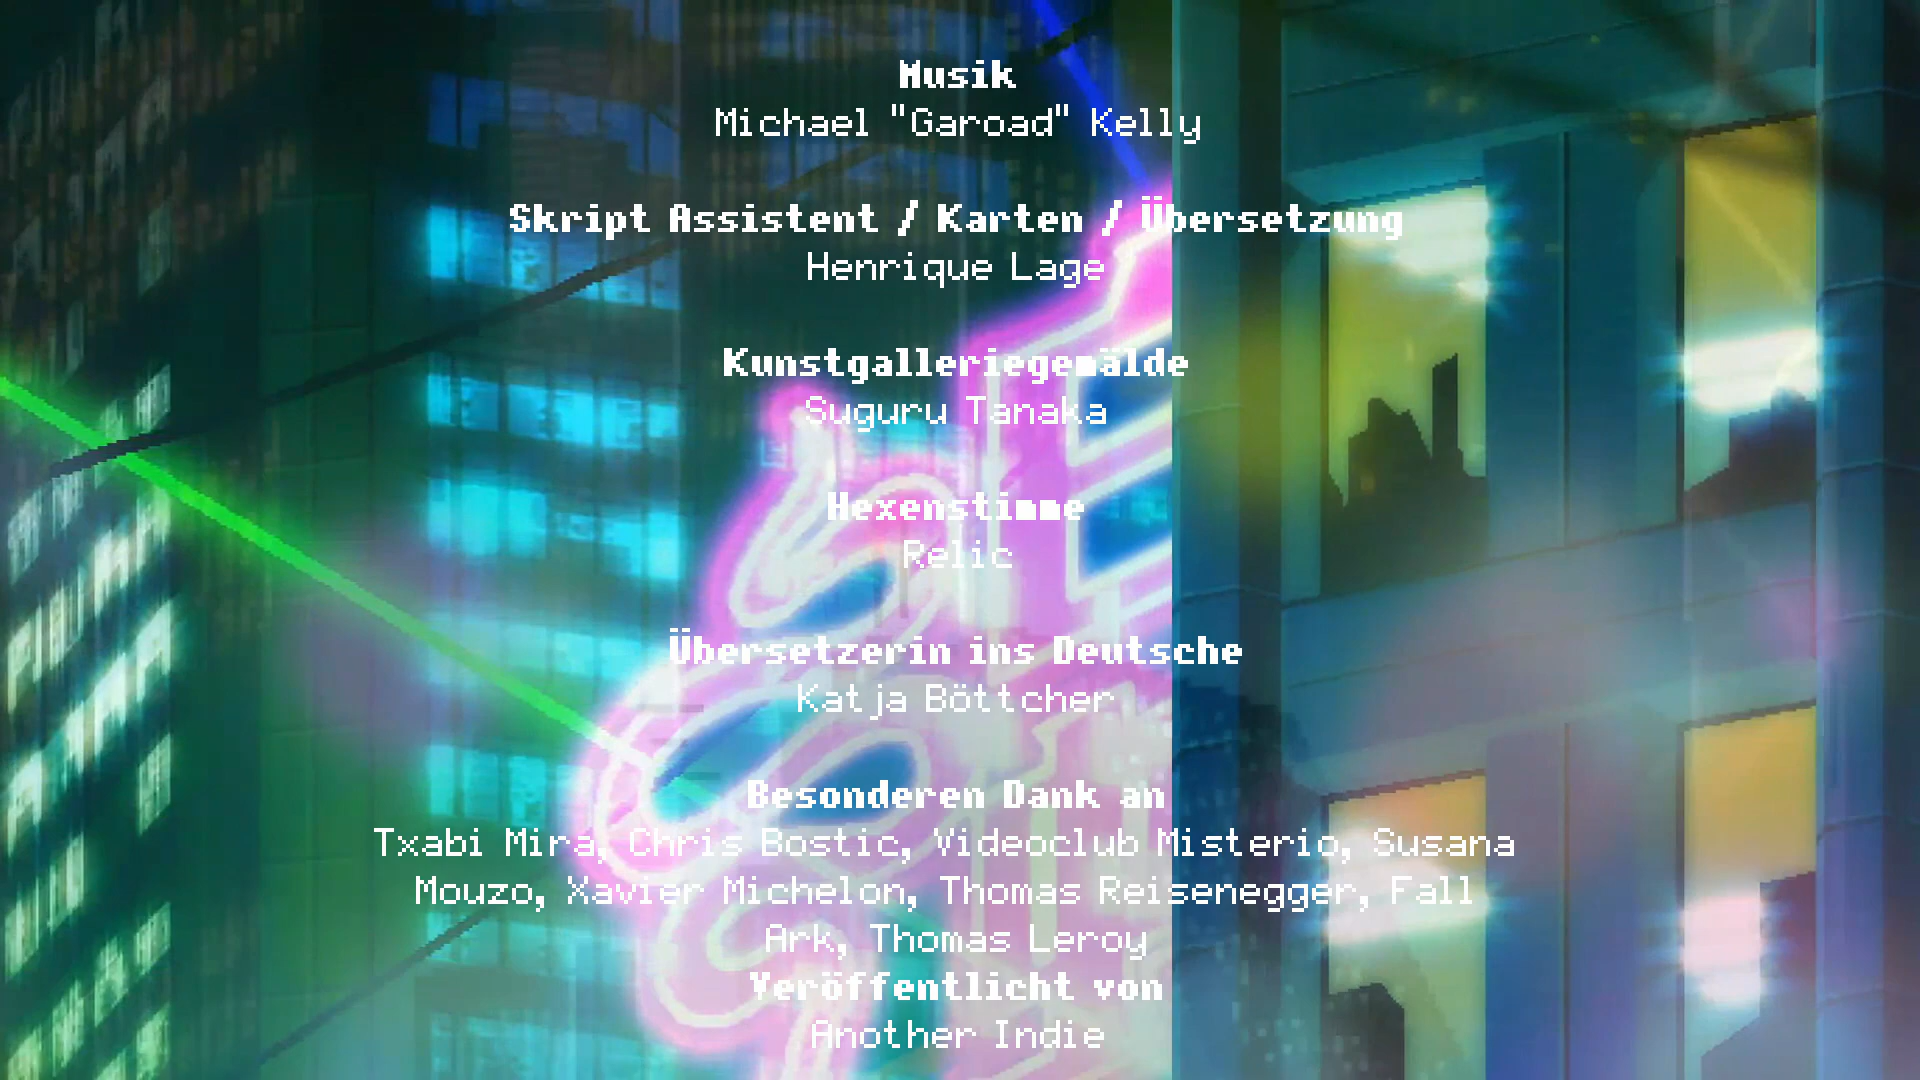 Musik
Michael "Garoad" Kelly
Skript Assistent / Karten / Übersetzung
Henrique Lage
Kunstgalleriegemälde
Suguru Tanaka
Hexenstimme
Relic
Übersetzerin ins Deutsche
Katja Böttcher
Besonderen Dank an
Txabi Mira, Chris Bostic, Videoclub Misterio, Susana
Mouzo, Xavier Michelon, Thomas Reisenegger, Fall
Ark, Thomas Leroy
Veröffentlicht von
Another Indie